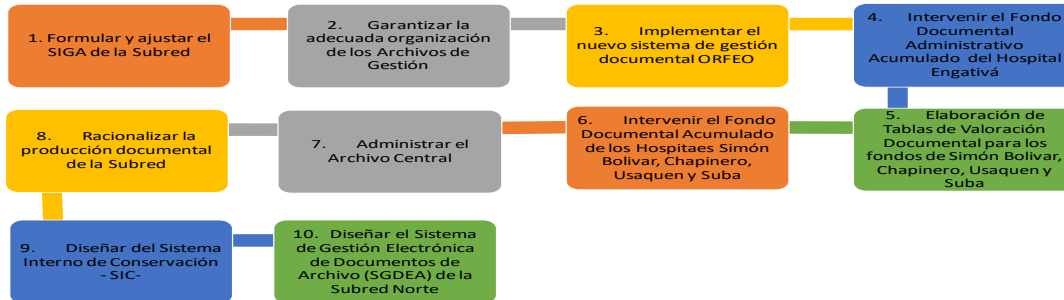 1. Formular y ajustar el
SIGA de la Subred
2. Garantizar la
adecuada organización
de los Archivos de
Gestión
3. Implementar el
nuevo sistema de gestión
documental ORFEO
4. Intervenir el Fondo
Documental
Administrativo
Acumulado del Hospital
Engativá
5. Elaboración de
Tablas de Valoración
Documental para los
fondos de Simón Bolivar,
Chapinero, Usaquen y
Suba
6. Intervenir el Fondo
Documental Acumulado
de los Hospitaes Simón
Bolivar, Chapinero,
Usaquen y Suba
7. Administrar el
Archivo Central
8. Racionalizar la
producción documental
de la Subred
9. Diseñar del Sistema
Interno de Conservación
- SIC-
10. Diseñar el Sistema
de Gestión Electrónica
de Documentos de
Archivo (SGDEA) de la
Subred Norte